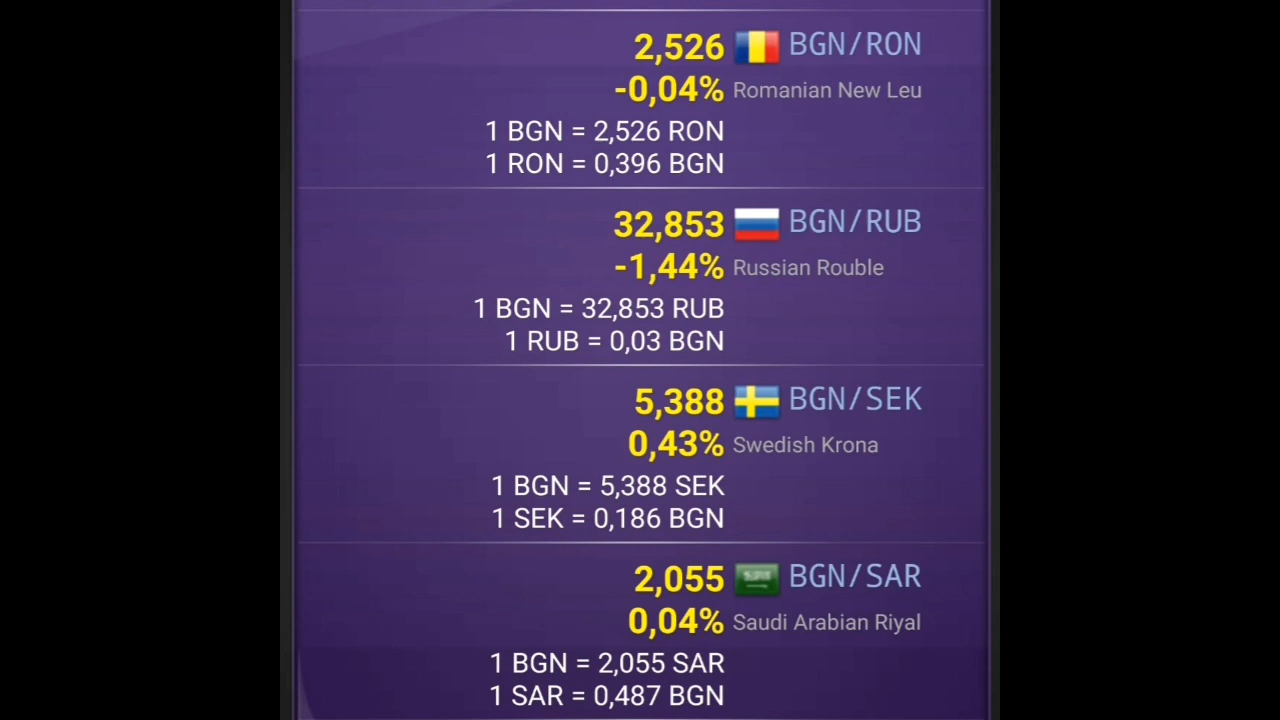 2,526 BGN/RON
-0,04% Romanian New Leu
1 BGN = 2,526 RON
1 RON = 0,396 BGN
32,853 BGN/RUB
-1,44% Russian Rouble
1 BGN = 32,853 RUB
1 RUB = 0,03 BGN
5,388 BGN/SEK
0,43% Swedish Krona
1 BGN = 5,388 SEK
1 SEK = 0,186 BGN
2,055 BGN/SAR
0,04% Saudi Arabian Riyal
1 BGN = 2,055 SAR
1 SAR = 0,487 BGN